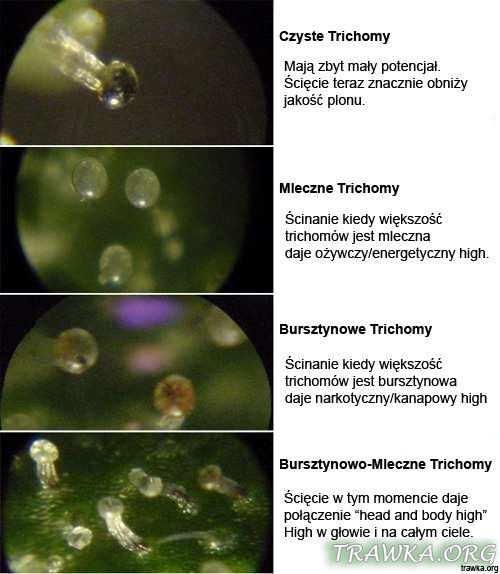 Czyste Trichomy
Mają zbyt mały potencjał.
Ścięcie teraz znacznie obniży
jakość plonu.
Mleczne Trichomy
Ścinanie kiedy większość
trichomów jest mleczna
daje ożywczy/energetyczny high.
Bursztynowe Trichomy
Ścinanie kiedy większość
trichomów jest bursztynowa
daje narkotyczny/kanapowy high
Bursztynowo-Mleczne Trichomy
Ścięcie w tym momencie daje
połączenie “head and body high”
High w głowie i na całym ciele.
TRAWKA.ORG
trawka.org